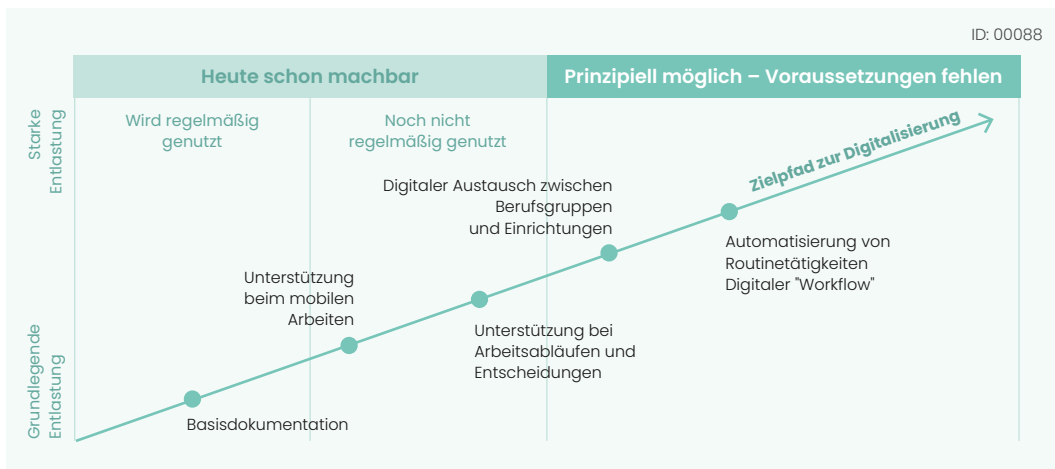 ID: 00088
Heute schon machbar
Prinzipiell möglich – Voraussetzungen fehlen
Starke
Entlastung
Wird regelmäßig
genutzt
Noch nicht
regelmäßig genutzt
Zielpfad zur Digitalisierung
Digitaler Austausch zwischen
Berufsgruppen
und Einrichtungen
Automatisierung von
Routinetätigkeiten
Digitaler "Workflow"
Unterstützung
beim mobilen
Arbeiten
Unterstützung bei
Arbeitsabläufen und
Entscheidungen
Grundlegende
Entlastung
Basisdokumentation